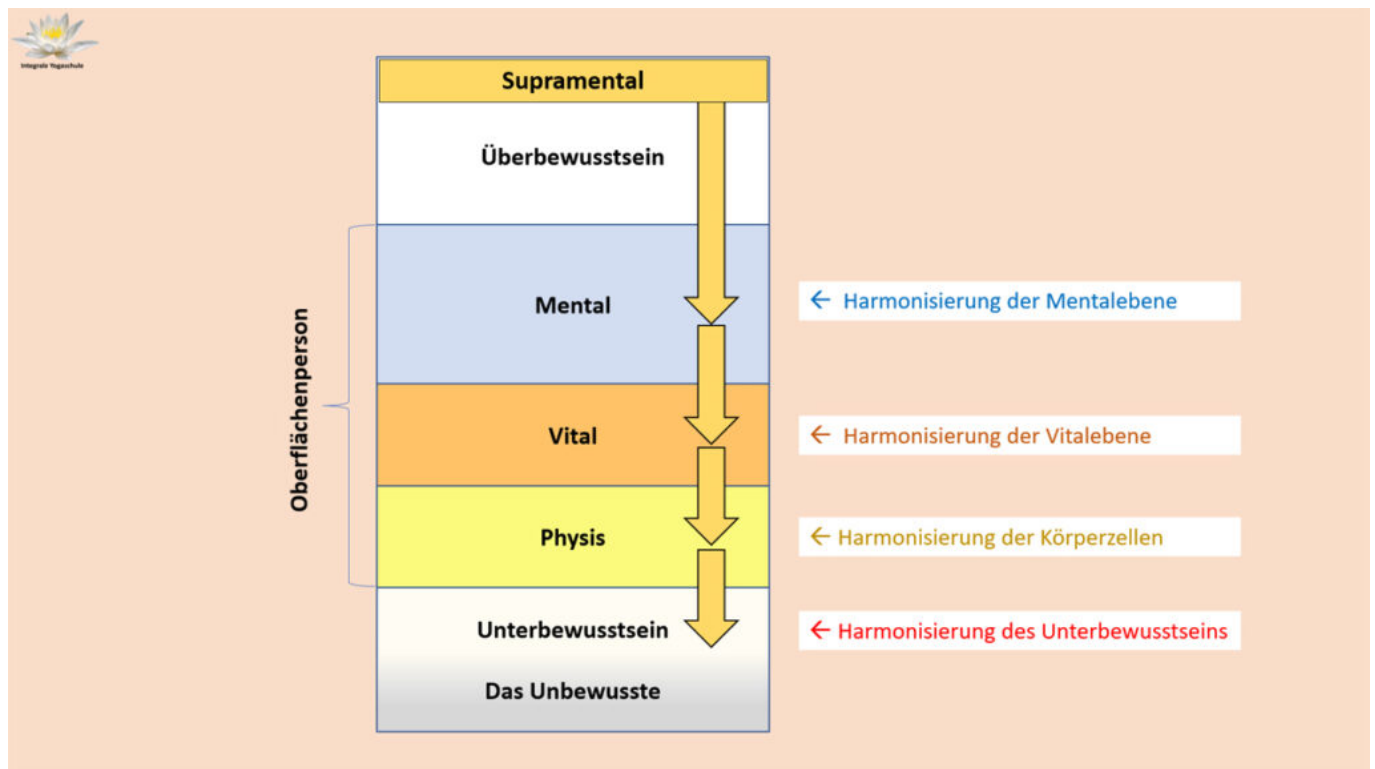 Integrale Yogaschule
Supramental
Überbewusstsein
Oberflächenperson
Mental
← Harmonisierung der Mentalebene
Vital
← Harmonisierung der Vitalebene
Physis
← Harmonisierung der Körperzellen
Unterbewusstsein
← Harmonisierung des Unterbewusstseins
Das Unbewusste